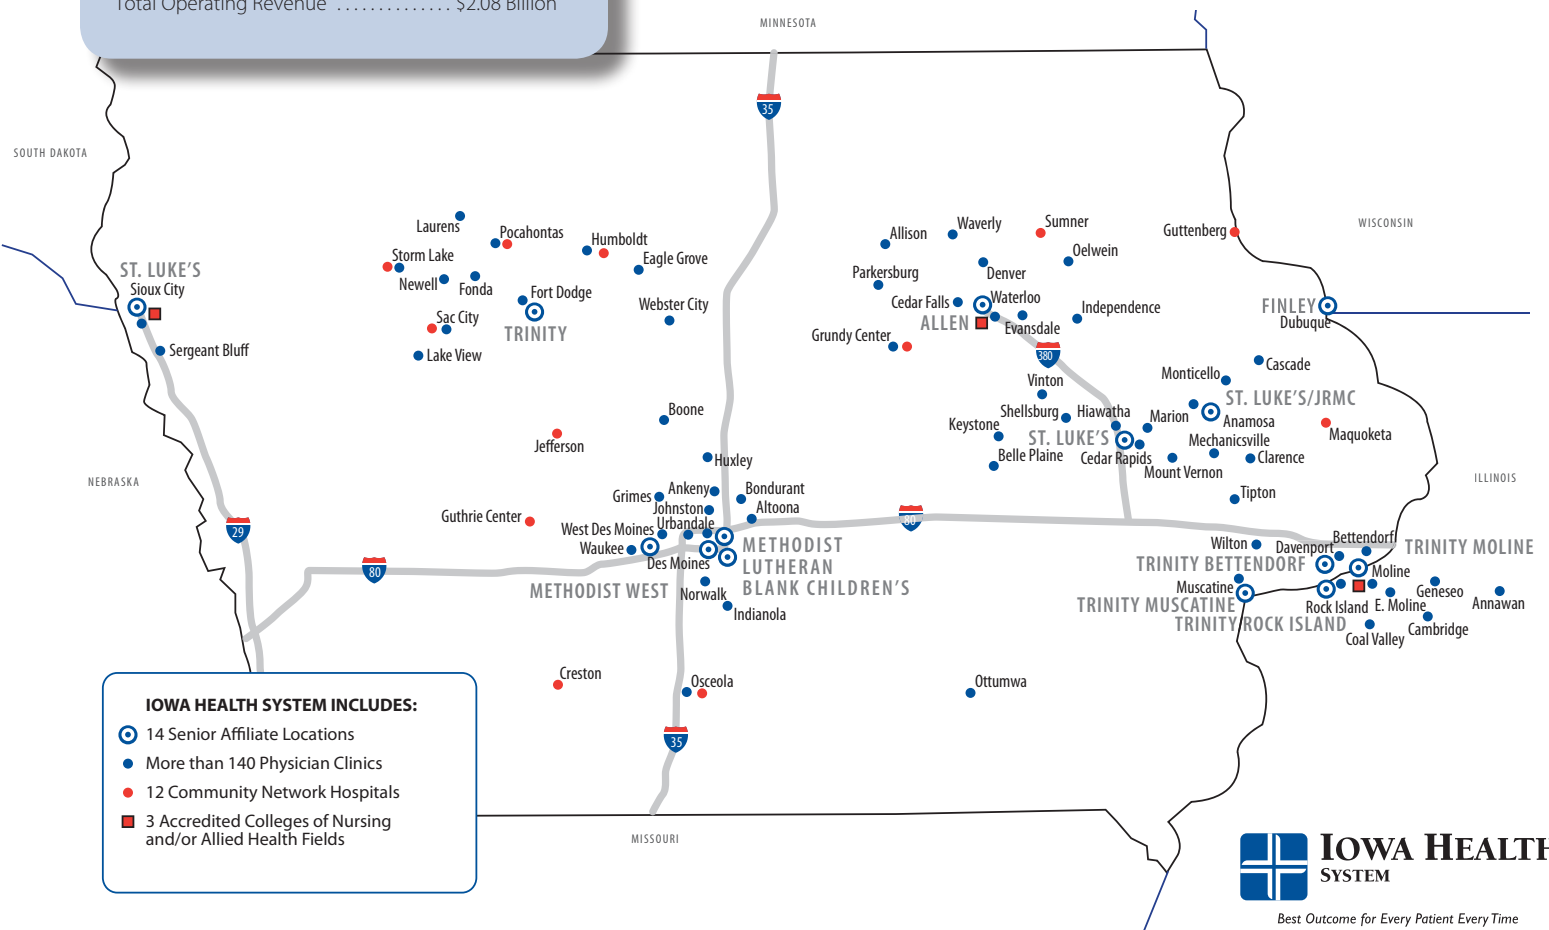 Total Operating Revenue . . . . . . . . . . . . . . $2.08 Billion
MINNESOTA
35
SOUTH DAKOTA
WISCONSIN
Laurens
Pocahontas
Humboldt
Storm Lake
Eagle Grove
Newell
Fonda
Fort Dodge
Webster City
TRINITY
Sac City
Lake View
ST. LUKE'S
Sioux City
Sergeant Bluff
Allison
Waverly
Sumner
Guttenberg
Oelwein
Denver
Parkersburg
Cedar Falls
Waterloo
ALLEN
Evansdale
Independence
Grundy Center
380
FINLEY
Dubuque
Cascade
Monticello
Vinton
ST. LUKE'S/JRMC
Shellsburg
Hiawatha
Marion
Anamosa
Keystone
ST. LUKE'S
Mechanicsville
Maquoketa
Belle Plaine
Cedar Rapids
Clarence
Mount Vernon
Tipton
Boone
Jefferson
Huxley
NEBRASKA
ILLINOIS
Grimes
Ankeny
Bondurant
Johnston
Altoona
Guthrie Center
Urbandale
West Des Moines
Waukee
Des Moines
METHODIST
LUTHERAN
BLANK CHILDREN'S
METHODIST WEST
Norwalk
Indianola
29
80
80
Wilton
Davenport
Bettendorf
TRINITY MOLINE
TRINITY BETTENDORF
Moline
Muscatine
Geneseo
TRINITY MUSCATINE
Rock Island
E. Moline
Annawan
TRINITY ROCK ISLAND
Cambridge
Coal Valley
Creston
Osceola
Ottumwa
35
MISSOURI
IOWA HEALTH SYSTEM INCLUDES:
14 Senior Affiliate Locations
More than 140 Physician Clinics
12 Community Network Hospitals
3 Accredited Colleges of Nursing
and/or Allied Health Fields
IOWA HEALTH
SYSTEM
Best Outcome for Every Patient Every Time